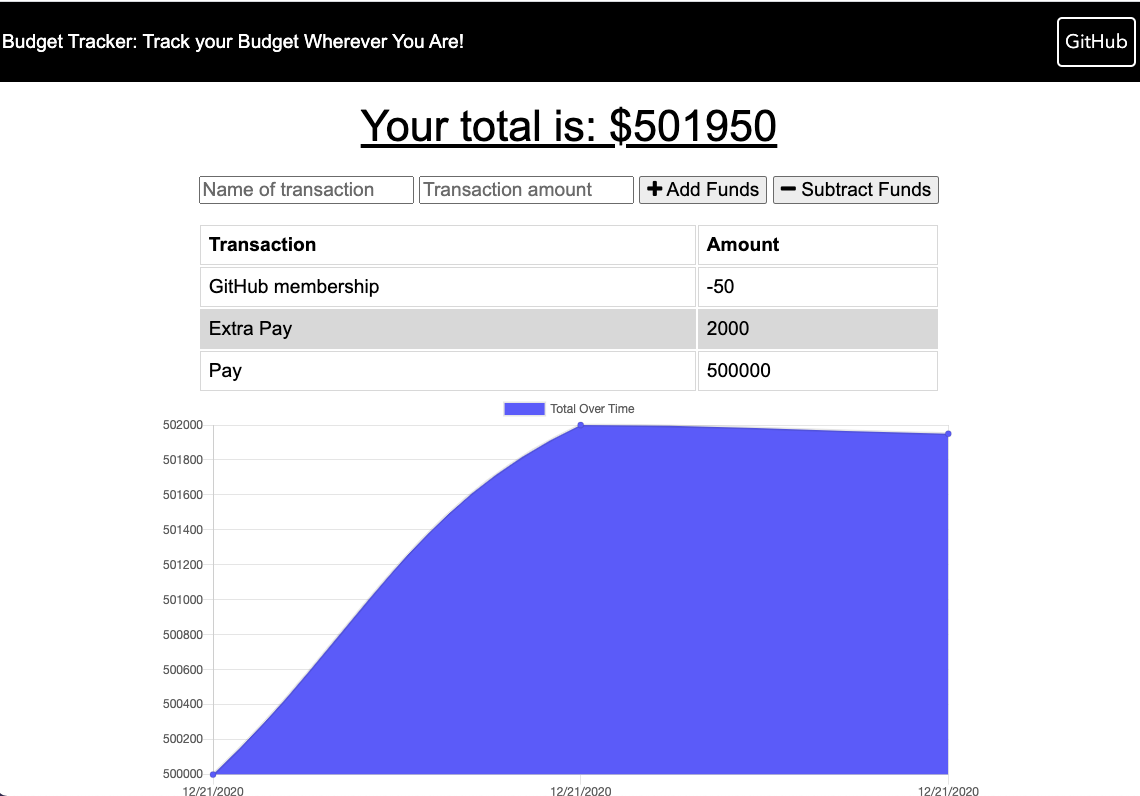 Budget Tracker: Track your Budget Wherever You Are!
GitHub
Your total is: $501950
Name of transaction Transaction amount Add Funds Subtract Funds
Transaction Amount
GitHub membership -50
Extra Pay 2000
Pay 500000
Total Over Time
502000
501800
501600
501400
501200
501000
500800
500600
500400
500200
500000
12/21/2020 12/21/2020 12/21/2020